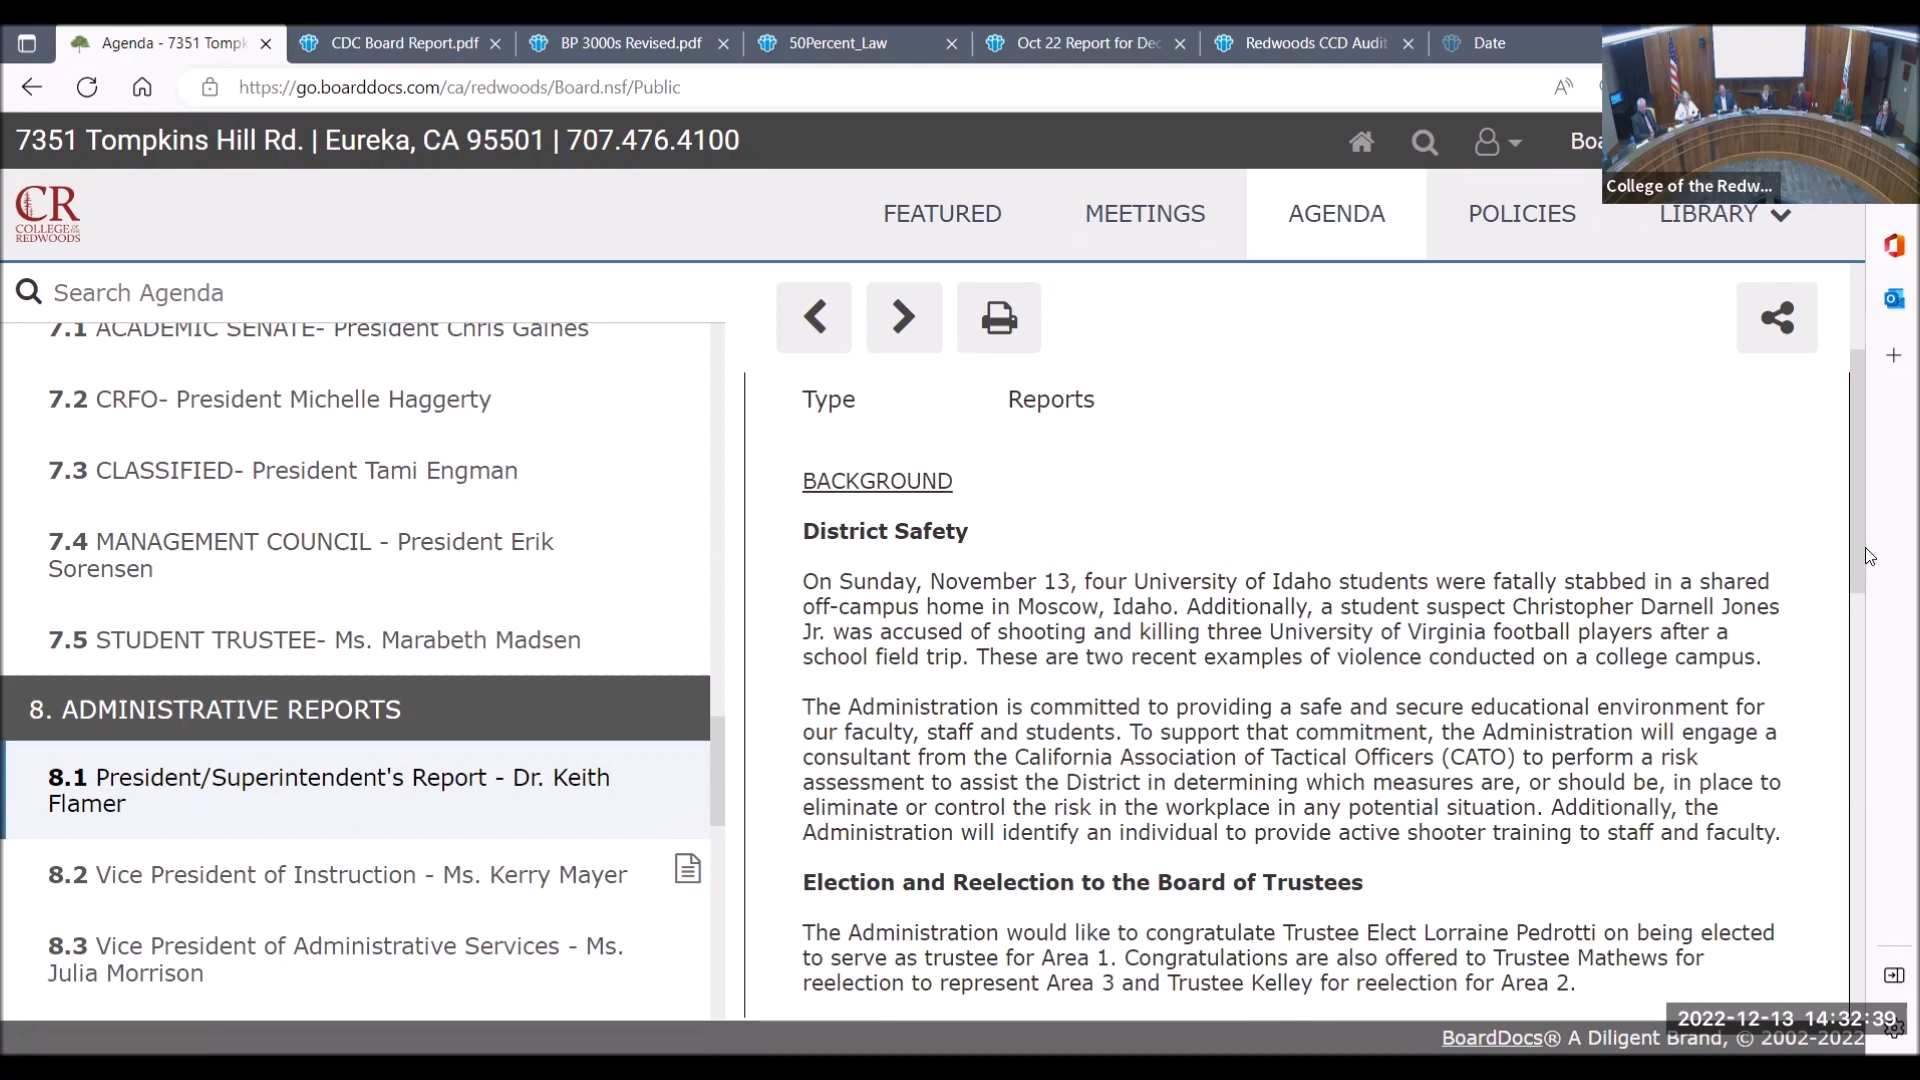 Agenda - 7351 Tompk
CDC Board Report.pdf
BP 3000s Revised.pdf
50Percent_Law
Oct 22 Report for Dec
Redwoods CCD Audit
Date
https://go.boarddocs.com/ca/redwoods/Board.nsf/Public
7351 Tompkins Hill Rd. | Eureka, CA 95501 | 707.476.4100
Boa
College of the Redw...
CR
COLLEGE OF THE
REDWOODS
FEATURED
MEETINGS
AGENDA
POLICIES
LIBRARY
Search Agenda
7.1 ACADEMIC SENATE- President Chris Gaines
7.2 CRFO- President Michelle Haggerty
7.3 CLASSIFIED- President Tami Engman
7.4 MANAGEMENT COUNCIL - President Erik
Sorensen
7.5 STUDENT TRUSTEE- Ms. Marabeth Madsen
8. ADMINISTRATIVE REPORTS
8.1 President/Superintendent's Report - Dr. Keith
Flamer
8.2 Vice President of Instruction - Ms. Kerry Mayer
8.3 Vice President of Administrative Services - Ms.
Julia Morrison
Type Reports
BACKGROUND
District Safety
On Sunday, November 13, four University of Idaho students were fatally stabbed in a shared
off-campus home in Moscow, Idaho. Additionally, a student suspect Christopher Darnell Jones
Jr. was accused of shooting and killing three University of Virginia football players after a
school field trip. These are two recent examples of violence conducted on a college campus.
The Administration is committed to providing a safe and secure educational environment for
our faculty, staff and students. To support that commitment, the Administration will engage a
consultant from the California Association of Tactical Officers (CATO) to perform a risk
assessment to assist the District in determining which measures are, or should be, in place to
eliminate or control the risk in the workplace in any potential situation. Additionally, the
Administration will identify an individual to provide active shooter training to staff and faculty.
Election and Reelection to the Board of Trustees
The Administration would like to congratulate Trustee Elect Lorraine Pedrotti on being elected
to serve as trustee for Area 1. Congratulations are also offered to Trustee Mathews for
reelection to represent Area 3 and Trustee Kelley for reelection for Area 2.
2022-12-13 14:32:39
BoardDocs® A Diligent Brand, © 2002-2022